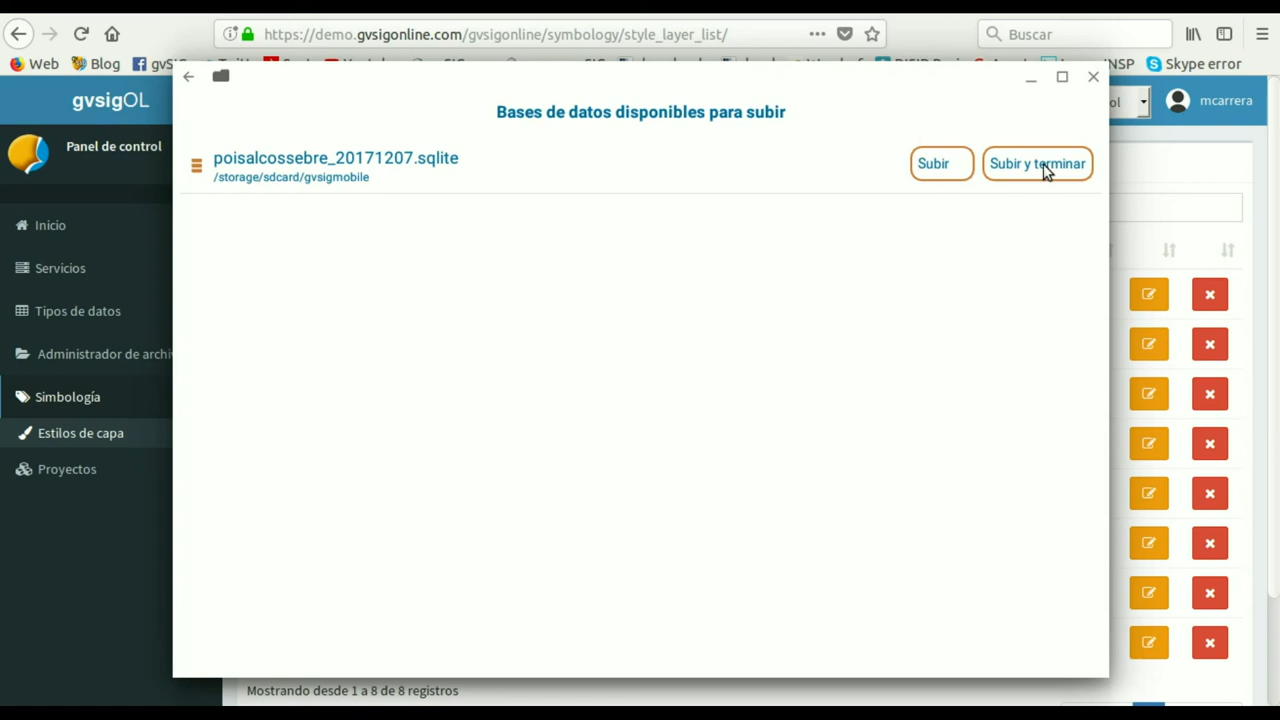 https://demo.gvsigonline.com/gvsigonline/symbology/style_layer_list/
Buscar
Web
Blog
Skype error
gvsigOL
mcarrera
Panel de control
Bases de datos disponibles para subir
poisalcossebre_20171207.sqlite
/storage/sdcard/gvsigmobile
Subir
Subir y terminar
Inicio
Servicios
Tipos de datos
Administrador de archi
Simbología
Estilos de capa
Proyectos
Mostrando desde 1 a 8 de 8 registros